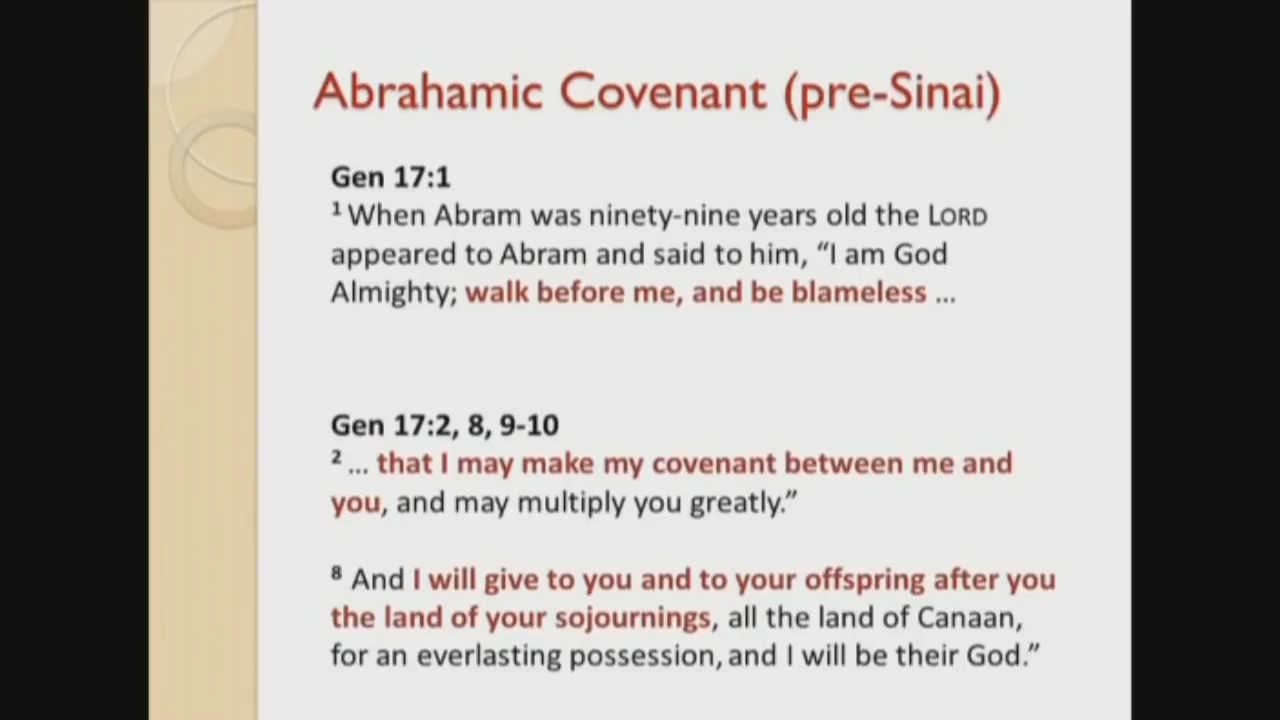 Abrahamic Covenant (pre-Sinai)
Gen 17:1
¹ When Abram was ninety-nine years old the LORD
appeared to Abram and said to him, “I am God
Almighty; walk before me, and be blameless ...
Gen 17:2, 8, 9-10
² ... that I may make my covenant between me and
you, and may multiply you greatly.”
⁸ And I will give to you and to your offspring after you
the land of your sojournings, all the land of Canaan,
for an everlasting possession, and I will be their God.”